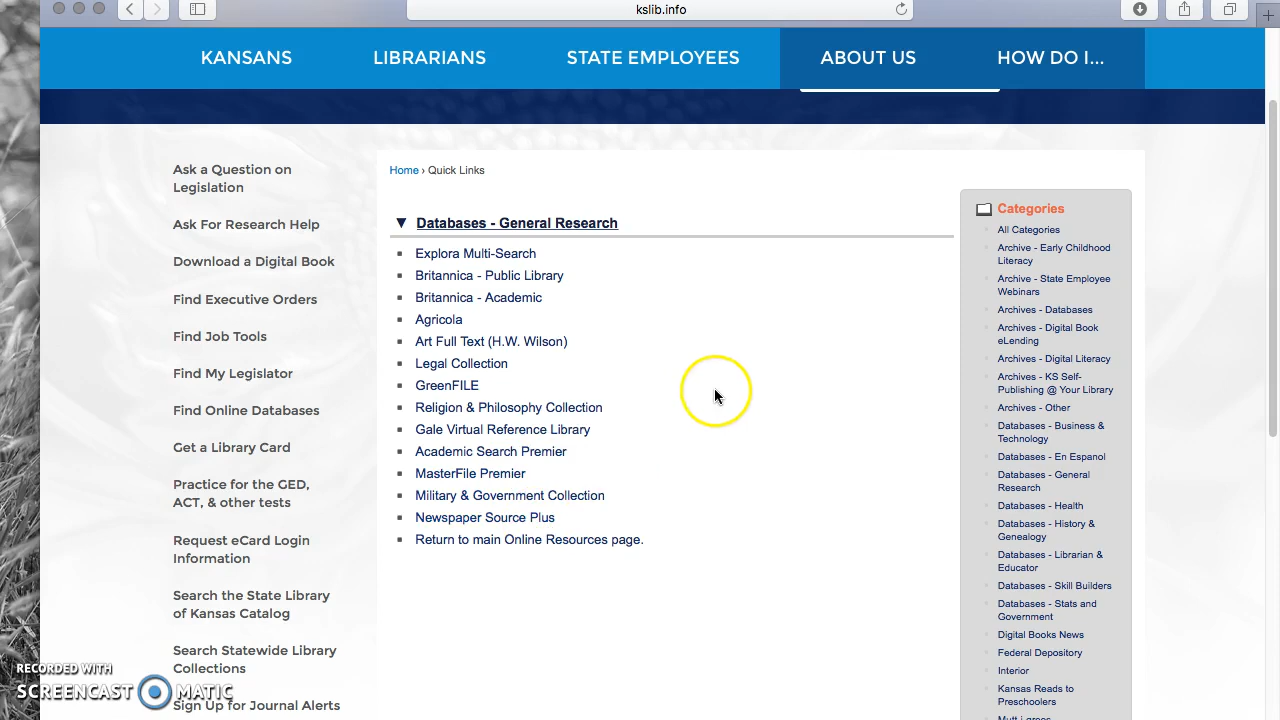 kslib.info
KANSANS LIBRARIANS STATE EMPLOYEES ABOUT US HOW DO I...
Ask a Question on
Legislation
Ask For Research Help
Download a Digital Book
Find Executive Orders
Find Job Tools
Find My Legislator
Find Online Databases
Get a Library Card
Practice for the GED,
ACT, & other tests
Request eCard Login
Information
Search the State Library
of Kansas Catalog
Search Statewide Library
Collections
Sign Up for Journal Alerts
Home › Quick Links
▼ Databases - General Research
Explora Multi-Search
Britannica - Public Library
Britannica - Academic
Agricola
Art Full Text (H.W. Wilson)
Legal Collection
GreenFILE
Religion & Philosophy Collection
Gale Virtual Reference Library
Academic Search Premier
MasterFile Premier
Military & Government Collection
Newspaper Source Plus
Return to main Online Resources page.
Categories
All Categories
Archive - Early Childhood
Literacy
Archive - State Employee
Webinars
Archives - Databases
Archives - Digital Book
eLending
Archives - Digital Literacy
Archives - KS Self-
Publishing @ Your Library
Archives - Other
Databases - Business &
Technology
Databases - En Espanol
Databases - General
Research
Databases - Health
Databases - History &
Genealogy
Databases - Librarian &
Educator
Databases - Skill Builders
Databases - Stats and
Government
Digital Books News
Federal Depository
Interior
Kansas Reads to
Preschoolers
RECORDED WITH
SCREENCAST MATIC